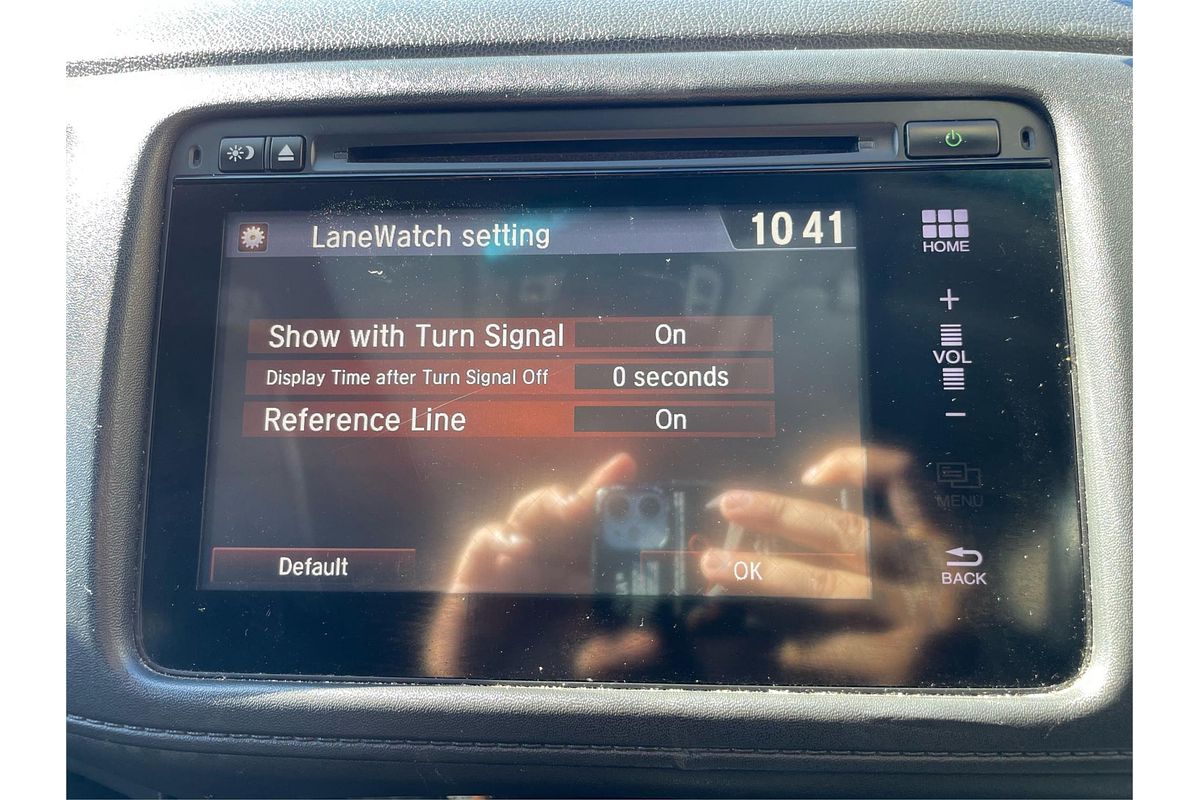 LaneWatch setting
10 41
HOME
Show with Turn Signal On
Display Time after Turn Signal Off 0 seconds
Reference Line On
+
VOL
−
MENU
Default
OK
BACK